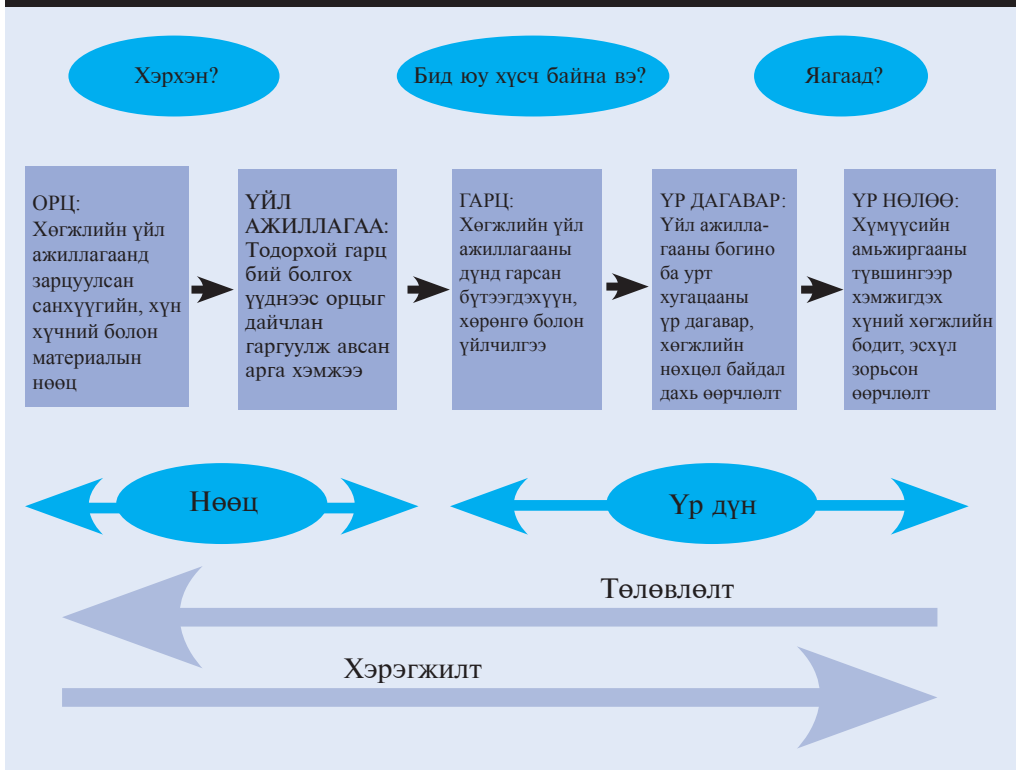 Хэрхэн?
Бид юу хүсч байна вэ?
Яагаад?
ОРЦ:
Хөгжлийн үйл
ажиллагаанд
зарцуулсан
санхүүгийн, хүн
хүчний болон
материалын
нөөц
ҮЙЛ
АЖИЛЛАГАА:
Тодорхой гарц
бий болгох
үүднээс орцыг
дайчлан
гаргуулж авсан
арга хэмжээ
ГАРЦ:
Хөгжлийн үйл
ажиллагааны
дүнд гарсан
бүтээгдэхүүн,
хөрөнгө болон
үйлчилгээ
ҮР ДАГАВАР:
Үйл ажилла-
гааны богино
ба урт
хугацааны
үр дагавар,
хөгжлийн
нөхцөл байдал
дахь өөрчлөлт
ҮР НӨЛӨӨ:
Хүмүүсийн
амьжиргааны
түвшингээр
хэмжигдэх
хүний хөгжлийн
бодит, эсхүл
зорьсон
өөрчлөлт
Нөөц
Үр дүн
Төлөвлөлт
Хэрэгжилт